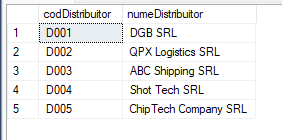 codDistribuitor numeDistribuitor
1 D001 DGB SRL
2 D002 QPX Logistics SRL
3 D003 ABC Shipping SRL
4 D004 Shot Tech SRL
5 D005 ChipTech Company SRL